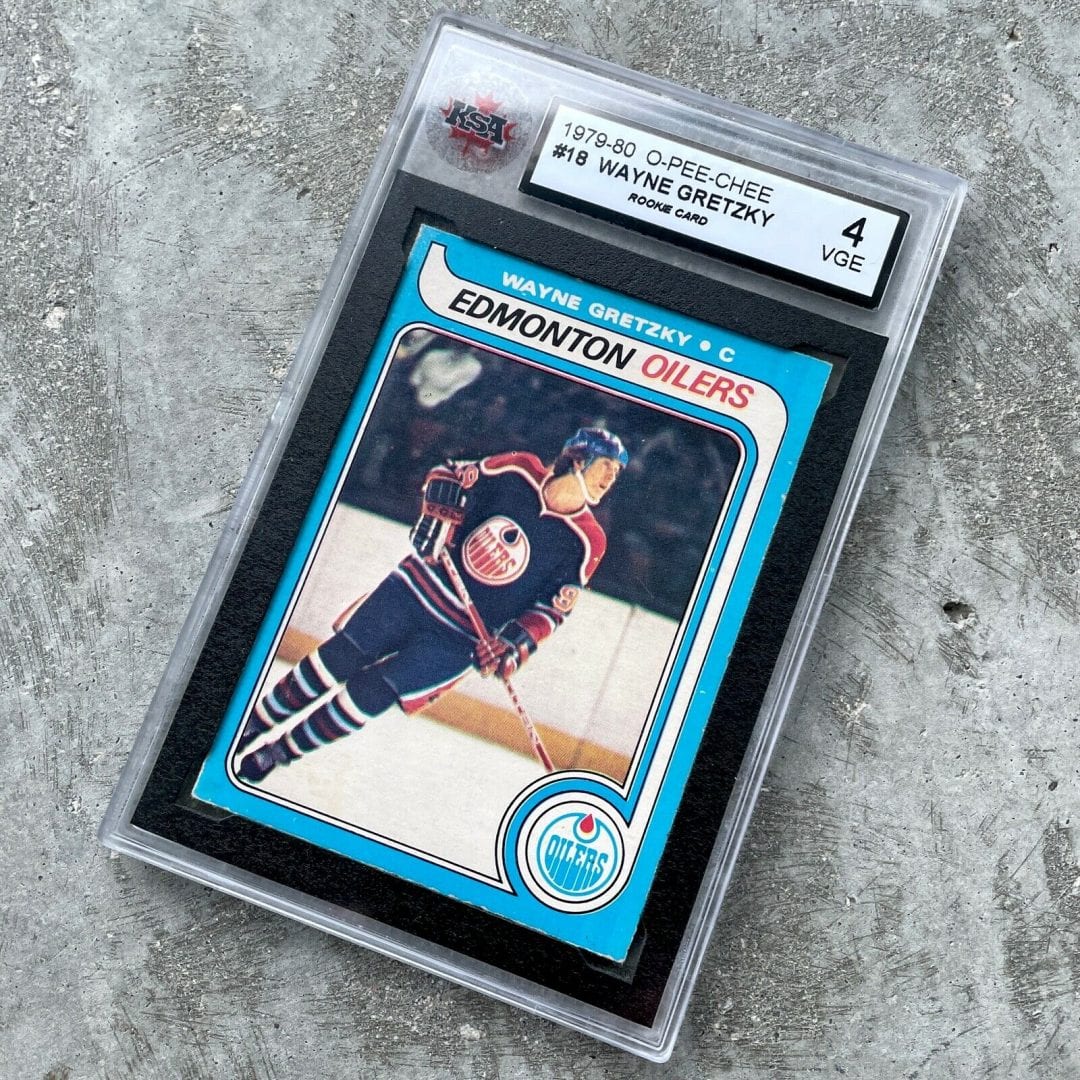 KSA
1979-80 O-PEE-CHEE
#18 WAYNE GRETZKY
ROOKIE CARD
4
VGE
WAYNE GRETZKY • C
EDMONTON OILERS
OILERS
OILERS